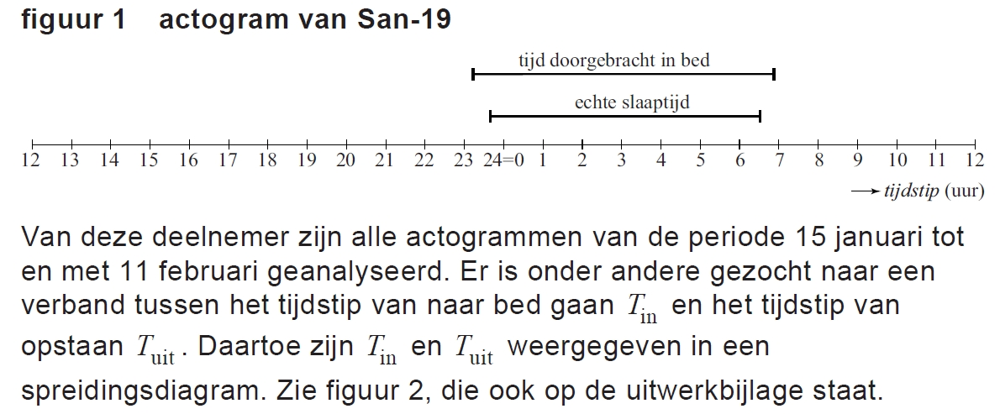 figuur 1 actogram van San-19
tijd doorgebracht in bed
echte slaaptijd
12 13 14 15 16 17 18 19 20 21 22 23 24=0 1 2 3 4 5 6 7 8 9 10 11 12
→ tijdstip (uur)
Van deze deelnemer zijn alle actogrammen van de periode 15 januari tot
en met 11 februari geanalyseerd. Er is onder andere gezocht naar een
verband tussen het tijdstip van naar bed gaan T_in en het tijdstip van
opstaan T_uit. Daartoe zijn T_in en T_uit weergegeven in een
spreidingsdiagram. Zie figuur 2, die ook op de uitwerkbijlage staat.